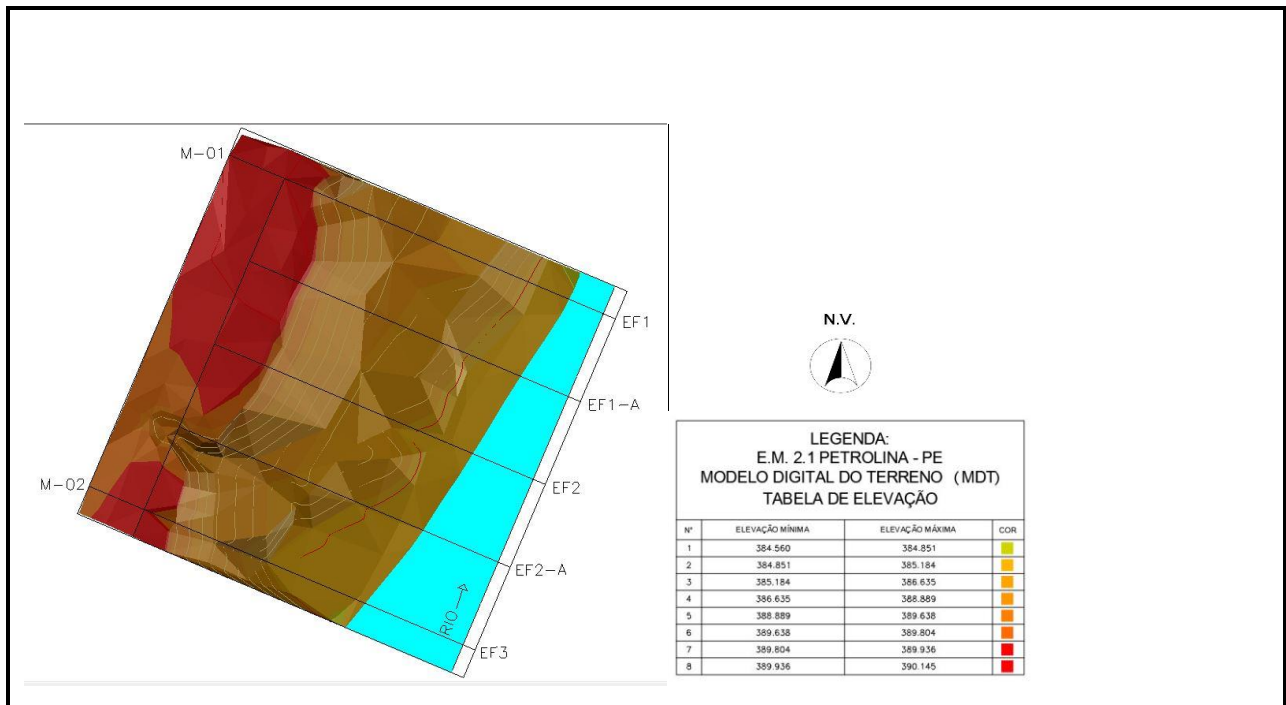 M-01
EF1
EF1-A
M-02
EF2
EF2-A
RIO
EF3
N.V.
LEGENDA:
E.M. 2.1 PETROLINA - PE
MODELO DIGITAL DO TERRENO (MDT)
TABELA DE ELEVAÇÃO
N° ELEVAÇÃO MÍNIMA ELEVAÇÃO MÁXIMA COR
1 384.560 384.851
2 384.851 385.184
3 385.184 386.635
4 386.635 388.889
5 388.889 389.638
6 389.638 389.804
7 389.804 389.936
8 389.936 390.145